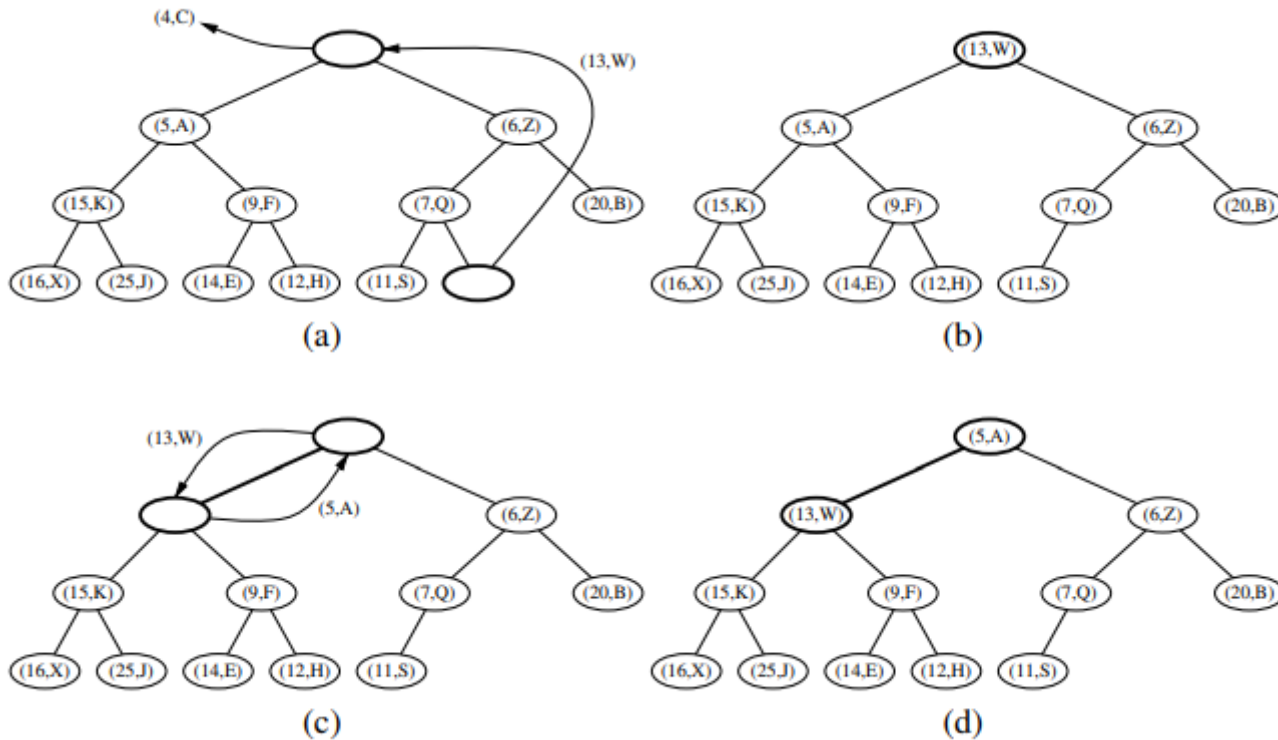 (4,C)
(13,W)
(5,A) (6,Z)
(15,K) (9,F) (7,Q) (20,B)
(16,X) (25,J) (14,E) (12,H) (11,S)
(a)
(13,W)
(5,A) (6,Z)
(15,K) (9,F) (7,Q) (20,B)
(16,X) (25,J) (14,E) (12,H) (11,S)
(b)
(13,W)
(5,A)
(6,Z)
(15,K) (9,F) (7,Q) (20,B)
(16,X) (25,J) (14,E) (12,H) (11,S)
(c)
(5,A)
(13,W) (6,Z)
(15,K) (9,F) (7,Q) (20,B)
(16,X) (25,J) (14,E) (12,H) (11,S)
(d)